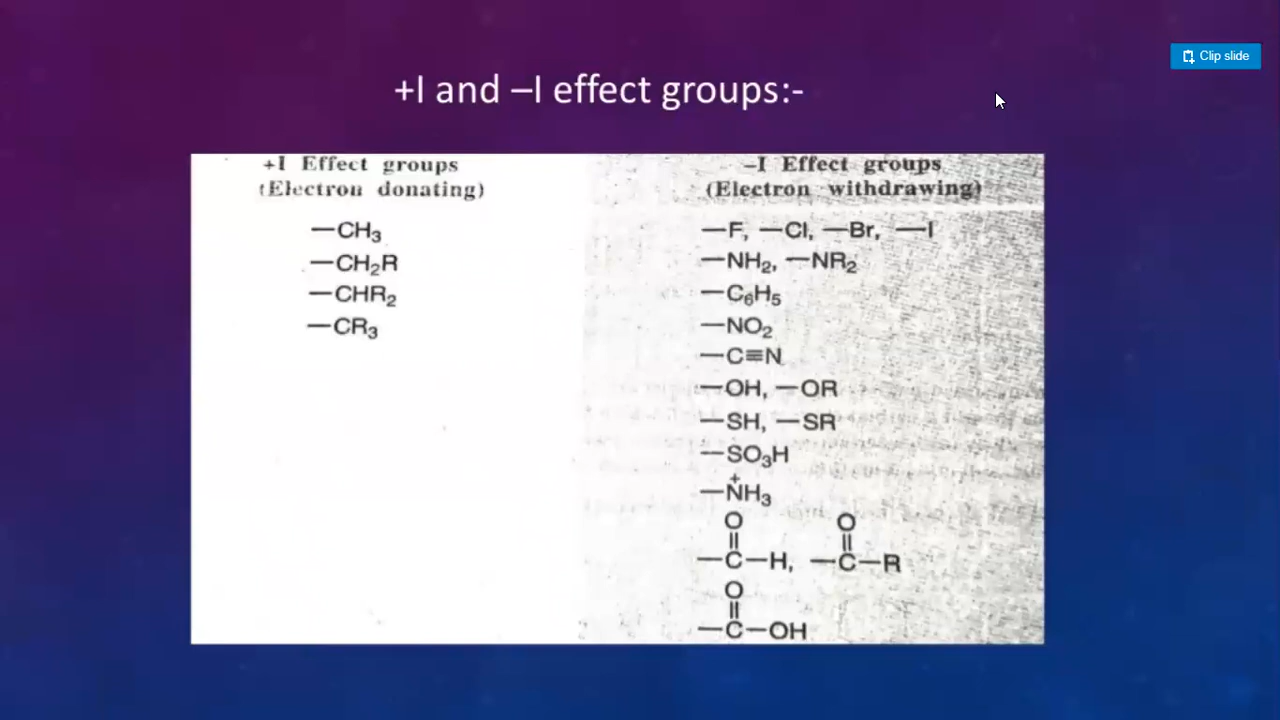 Clip slide
+I and –I effect groups:-
+I Effect groups
(Electron donating)
—CH₃
—CH₂R
—CHR₂
—CR₃
—I Effect groups
(Electron withdrawing)
—F, —Cl, —Br, —I
—NH₂, —NR₂
—C₆H₅
—NO₂
—C≡N
—OH, —OR
—SH, —SR
—SO₃H
+
—NH₃
O O
|| ||
—C—H, —C—R
O
||
—C—OH